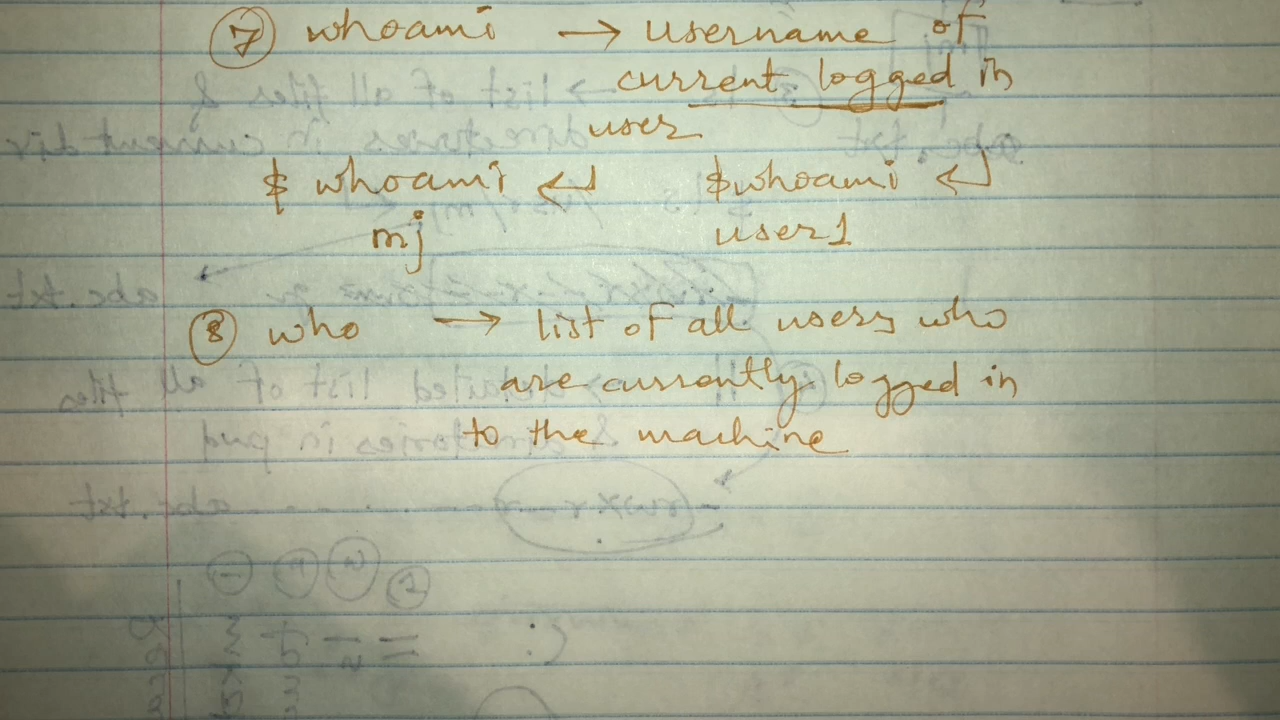 ⑦ whoami → username of
current logged in
user
$ whoami ↵ $whoami ↵
mj user1
⑧ who → list of all users who
are currently logged in
to the machine